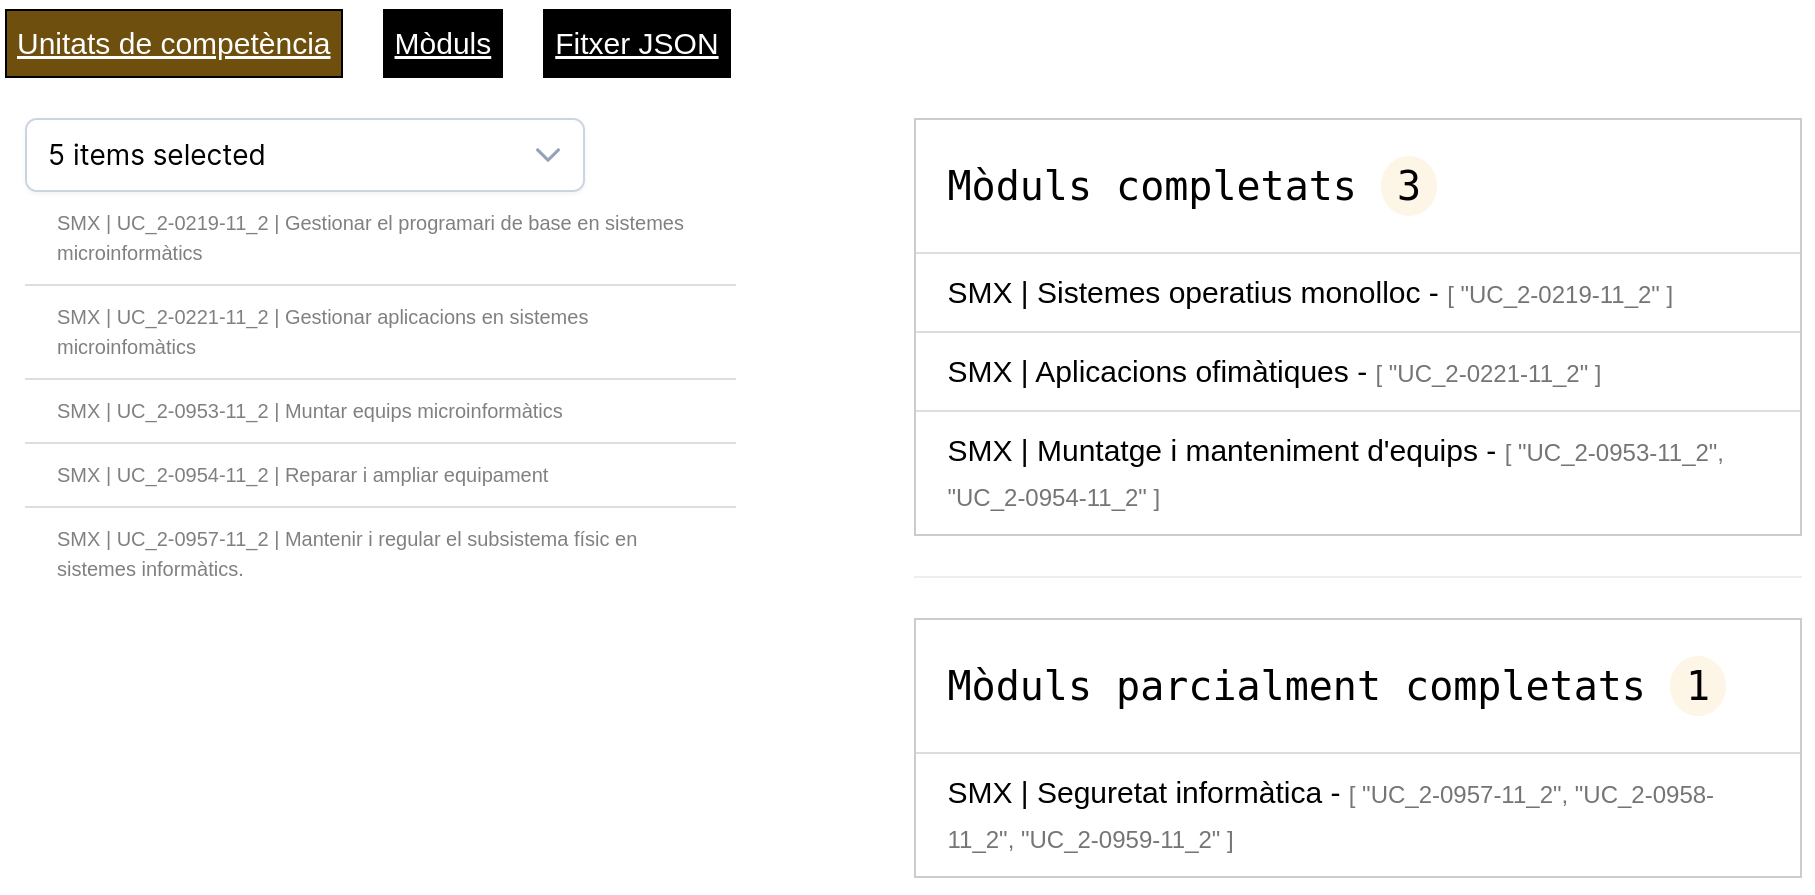 Unitats de competència
Mòduls
Fitxer JSON
5 items selected
SMX | UC_2-0219-11_2 | Gestionar el programari de base en sistemes
microinformàtics
SMX | UC_2-0221-11_2 | Gestionar aplicacions en sistemes
microinfomàtics
SMX | UC_2-0953-11_2 | Muntar equips microinformàtics
SMX | UC_2-0954-11_2 | Reparar i ampliar equipament
SMX | UC_2-0957-11_2 | Mantenir i regular el subsistema físic en
sistemes informàtics.
Mòduls completats 3
SMX | Sistemes operatius monolloc - [ "UC_2-0219-11_2" ]
SMX | Aplicacions ofimàtiques - [ "UC_2-0221-11_2" ]
SMX | Muntatge i manteniment d'equips - [ "UC_2-0953-11_2",
"UC_2-0954-11_2" ]
Mòduls parcialment completats 1
SMX | Seguretat informàtica - [ "UC_2-0957-11_2", "UC_2-0958-
11_2", "UC_2-0959-11_2" ]